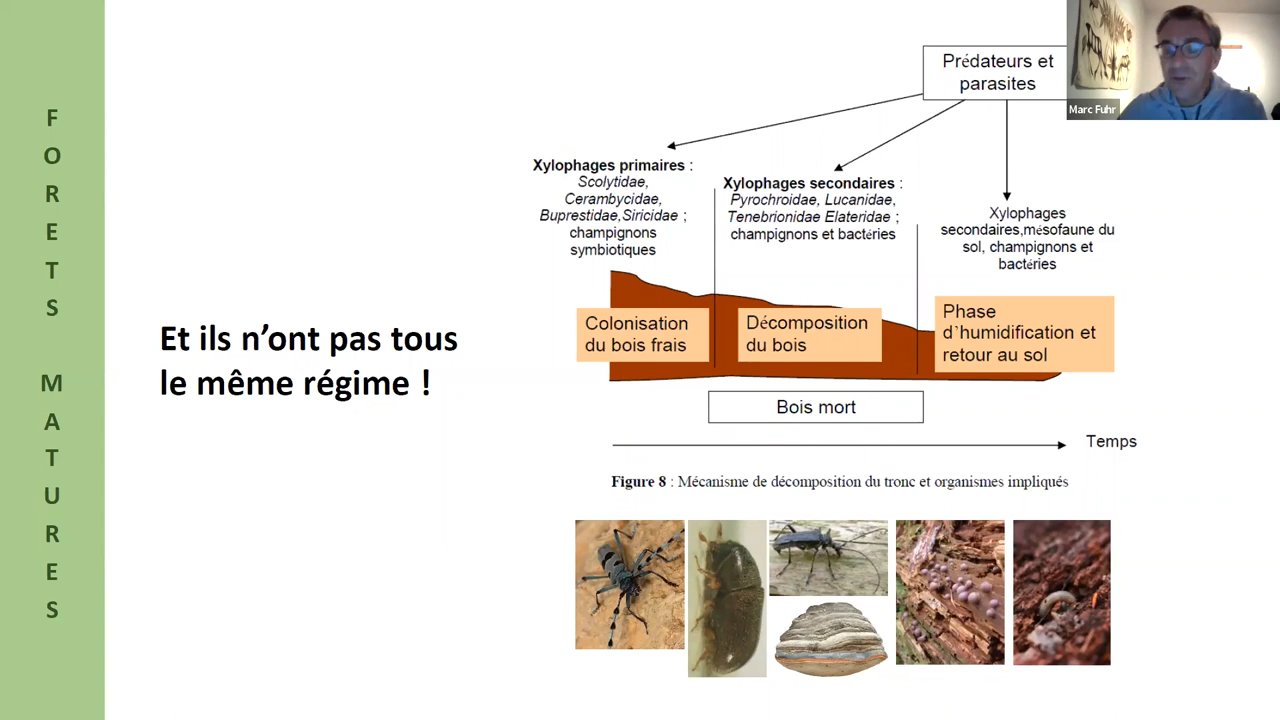 FORETS MATURES
Et ils n’ont pas tous
le même régime !
Prédateurs et
parasites
Marc Fuhr
Xylophages primaires :
Scolytidae,
Cerambycidae,
Buprestidae,Siricidae ;
champignons
symbiotiques
Xylophages secondaires :
Pyrochroidae, Lucanidae,
Tenebrionidae Elateridae ;
champignons et bactéries
Xylophages
secondaires,mésofaune du
sol, champignons et
bactéries
Colonisation
du bois frais
Décomposition
du bois
Phase
d’humidification et
retour au sol
Bois mort
Temps
Figure 8 : Mécanisme de décomposition du tronc et organismes impliqués